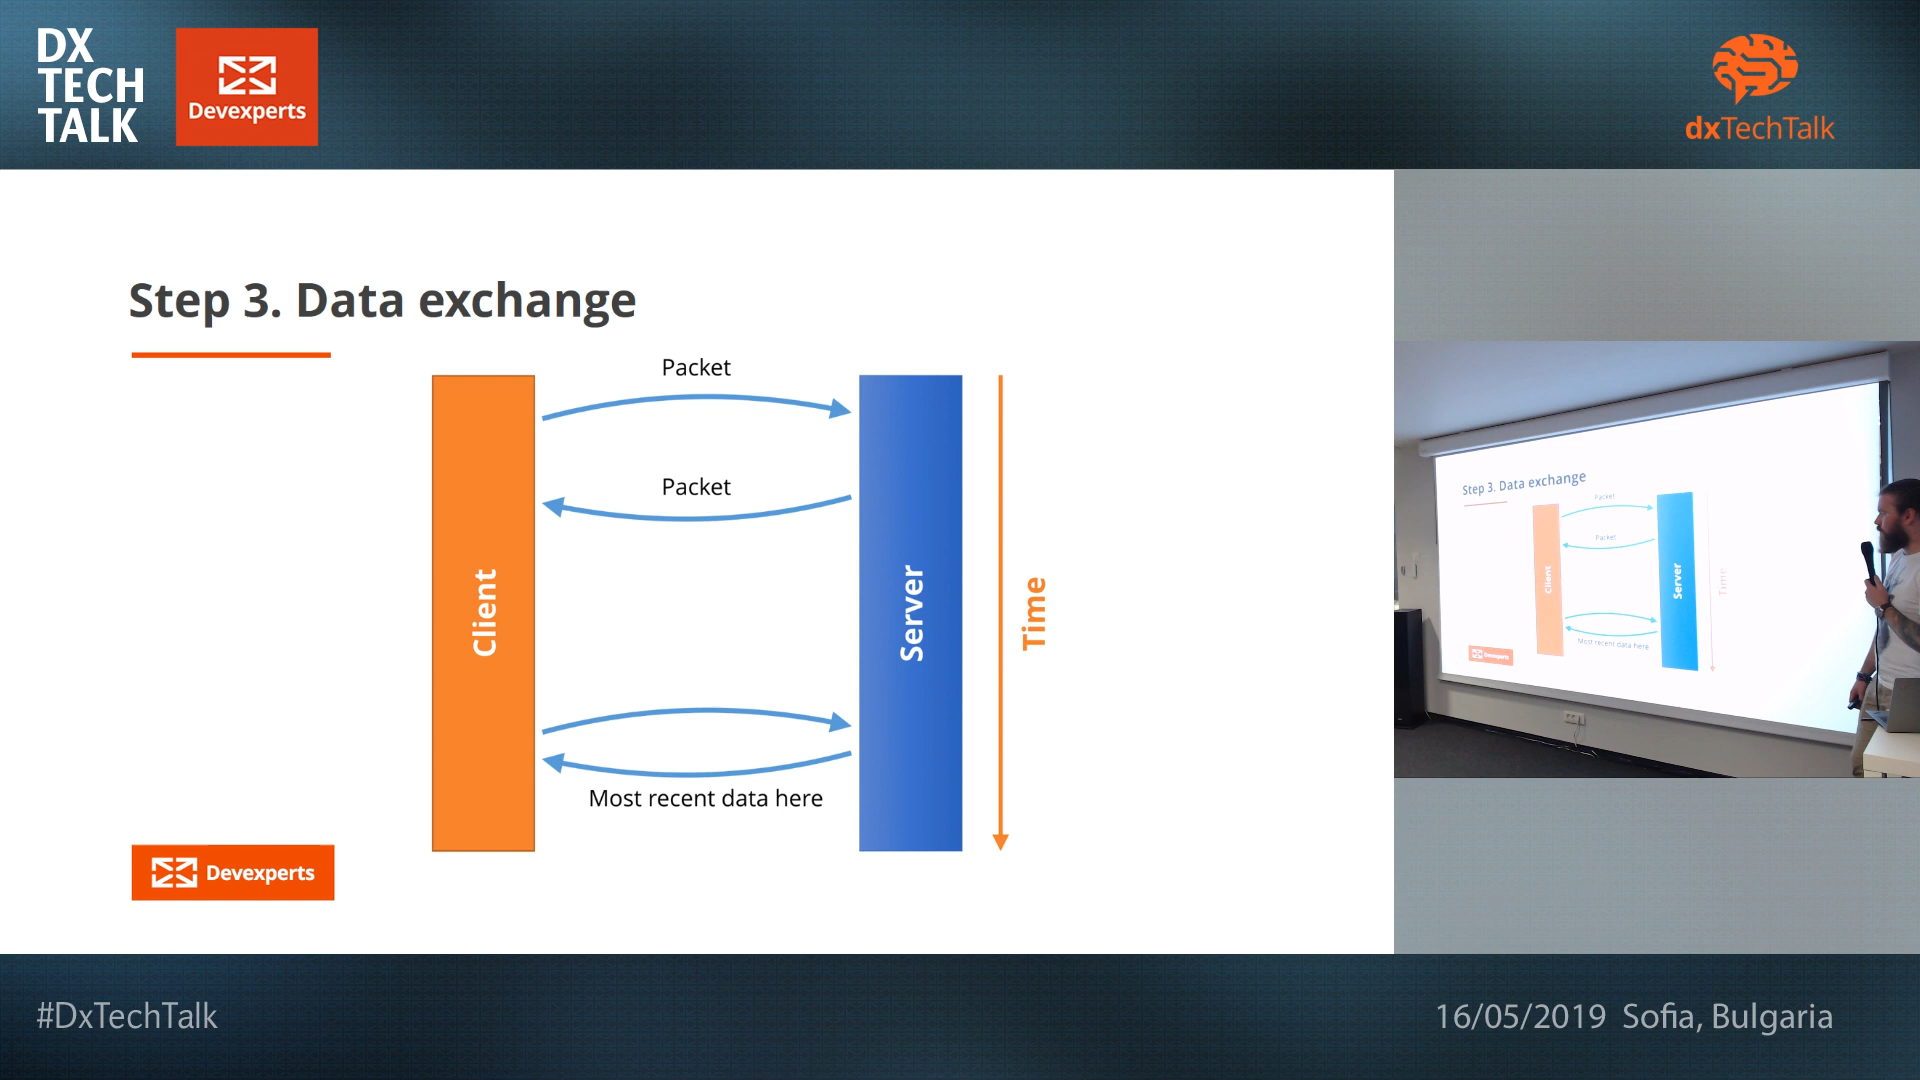 DX
TECH
TALK
Devexperts
dxTechTalk
Step 3. Data exchange
Packet
Packet
Client
Server
Time
Most recent data here
Devexperts
Step 3. Data exchange
Packet
Packet
Client
Server
Time
Most recent data here
Devexperts
#DxTechTalk
16/05/2019 Sofia, Bulgaria